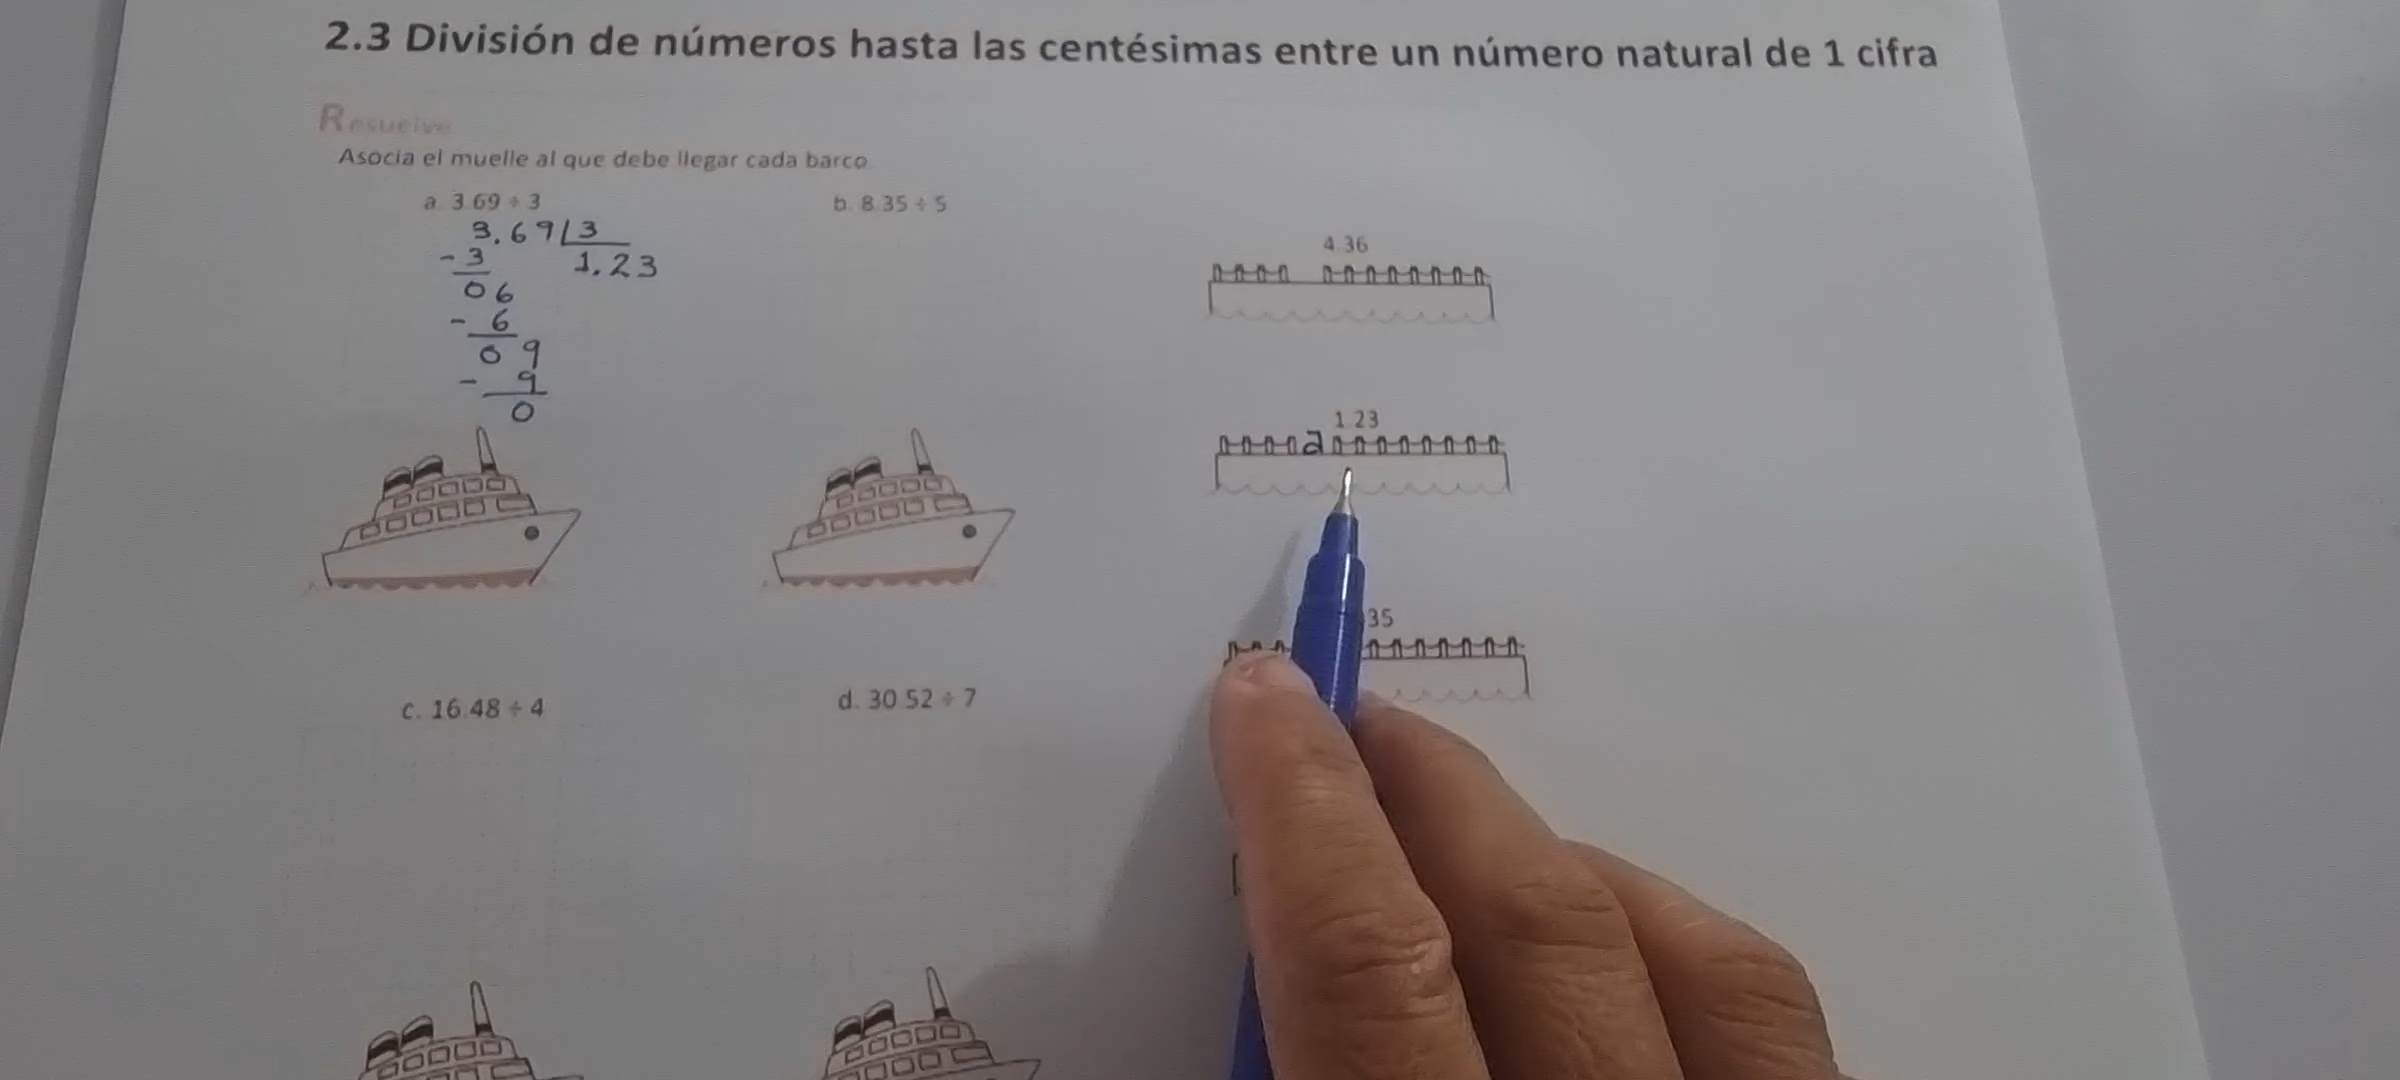 2.3 División de números hasta las centésimas entre un número natural de 1 cifra
Resuelve
Asocia el muelle al que debe llegar cada barco
a. 3.69 ÷ 3
3.69 3
- 3
1.23
06
- 6
09
- 9
0
b. 8.35 ÷ 5
4.36
1.23
a
35
c. 16.48 ÷ 4
d. 30.52 ÷ 7